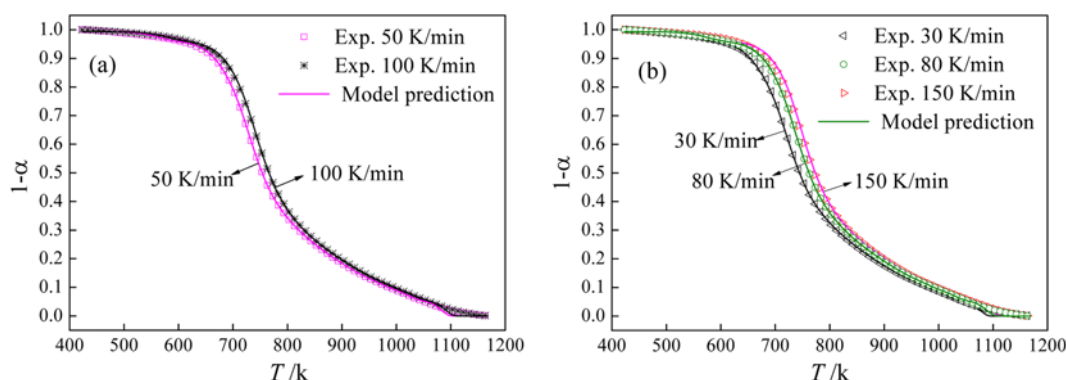 (a)
Exp. 50 K/min
Exp. 100 K/min
Model prediction
50 K/min
100 K/min
1-α
1.0
0.9
0.8
0.7
0.6
0.5
0.4
0.3
0.2
0.1
0.0
400 500 600 700 800 900 1000 1100 1200
T /k
(b)
Exp. 30 K/min
Exp. 80 K/min
Exp. 150 K/min
Model prediction
30 K/min
80 K/min
150 K/min
1-α
1.0
0.9
0.8
0.7
0.6
0.5
0.4
0.3
0.2
0.1
0.0
400 500 600 700 800 900 1000 1100 1200
T /k